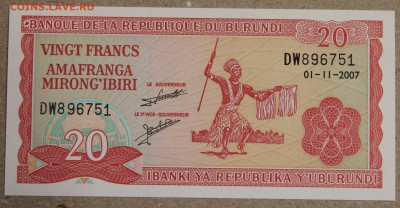 COINS.LAV.RU
BANQUE DE LA REPUBLIQUE DU BURUNDI
20
VINGT FRANCS
AMAFRANGA
MIRONG'IBIRI
DW896751
01-11-2007
LE GOUVERNEUR
DW896751
LE 2e VICE-GOUVERNEUR
20
IBANKI YA REPUBLIKA Y'UBURUNDI